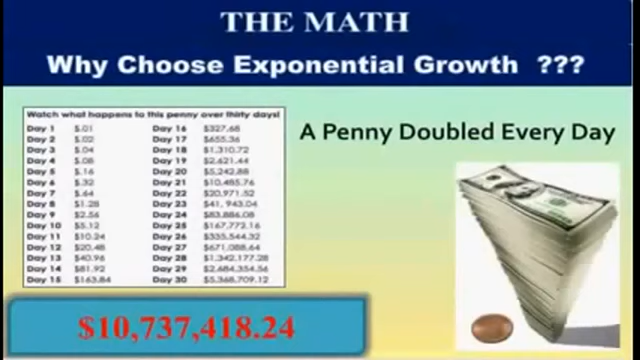 THE MATH
Why Choose Exponential Growth ???
Watch what happens to this penny over thirty days!
Day 1 $.01 Day 16 $327.68
Day 2 $.02 Day 17 $655.36
Day 3 $.04 Day 18 $1,310.72
Day 4 $.08 Day 19 $2,621.44
Day 5 $.16 Day 20 $5,242.88
Day 6 $.32 Day 21 $10,485.76
Day 7 $.64 Day 22 $20,971.52
Day 8 $1.28 Day 23 $41,943.04
Day 9 $2.56 Day 24 $83,886.08
Day 10 $5.12 Day 25 $167,772.16
Day 11 $10.24 Day 26 $335,544.32
Day 12 $20.48 Day 27 $671,088.64
Day 13 $40.96 Day 28 $1,342,177.28
Day 14 $81.92 Day 29 $2,684,354.56
Day 15 $163.84 Day 30 $5,368,709.12
A Penny Doubled Every Day
$10,737,418.24